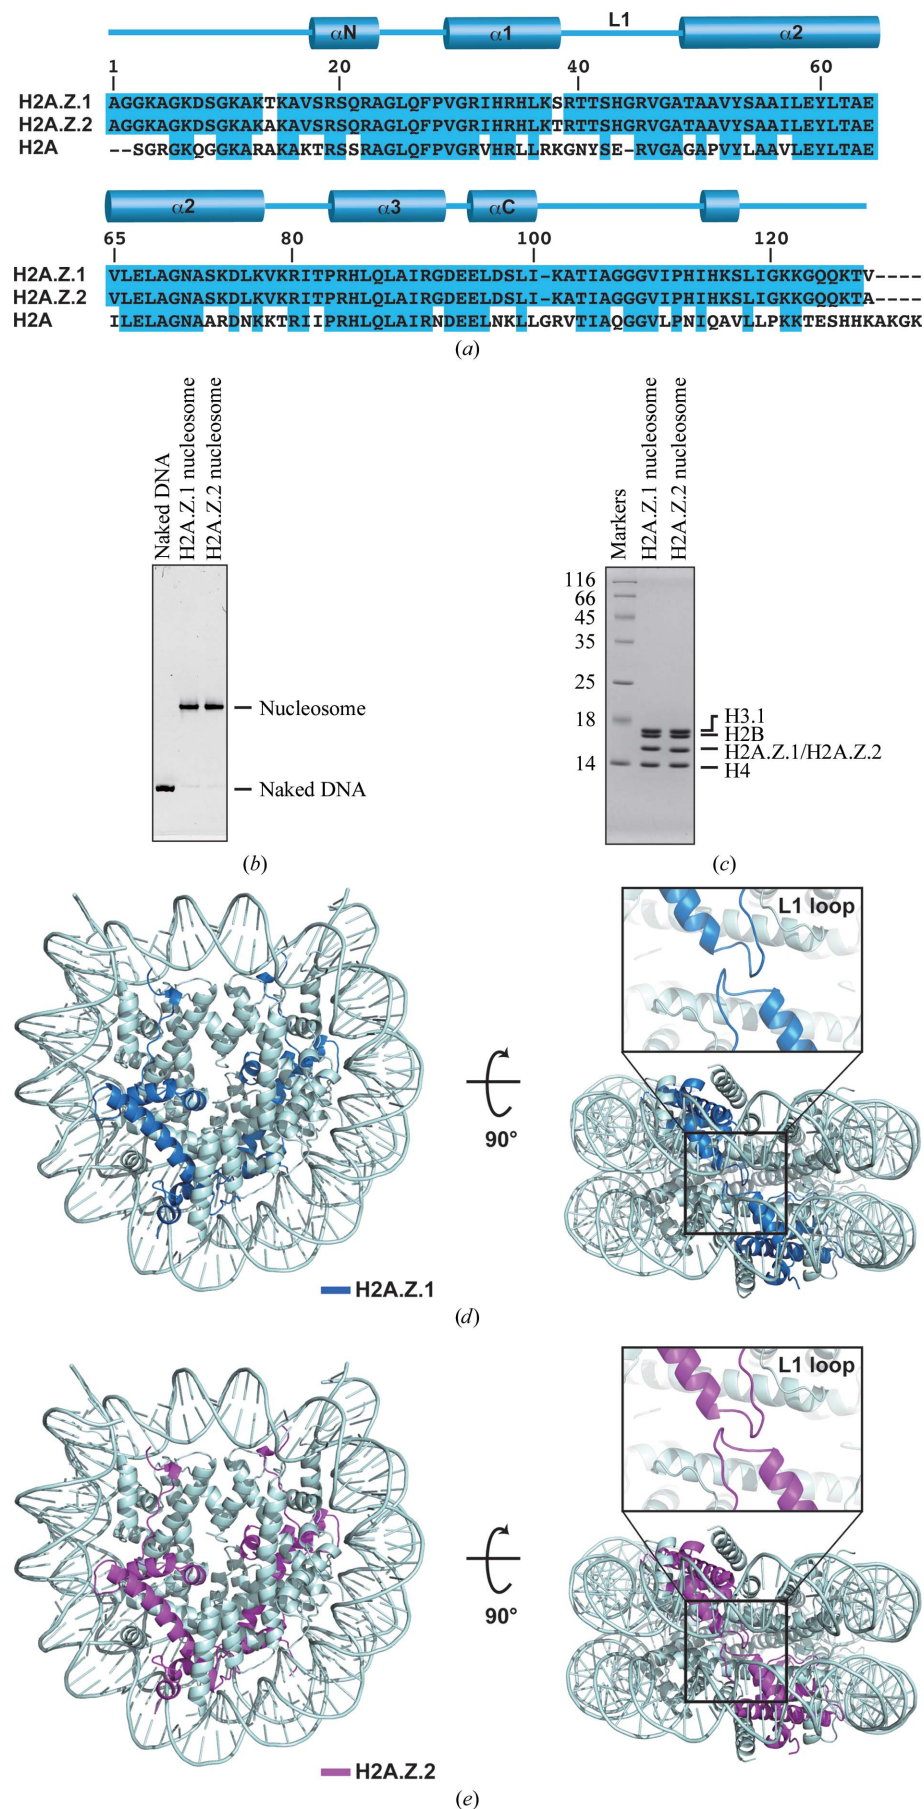 αN α1 L1 α2
1 20 40 60
H2A.Z.1 AGGKAGKDSGKAKTKAVSRSQRAGLQFPVGRIHRHLKSRTTSHGRVGATAAVYSAAILEYLTAE
H2A.Z.2 AGGKAGKDSGKAKAKAVSRSQRAGLQFPVGRIHRHLKTRTTSHGRVGATAAVYSAAILEYLTAE
H2A --SGRGKQGGKARAKAKTRSSRAGLQFPVGRVHRLLRKGNYSE-RVGAGAPVYLAAVLEYLTAE
α2 α3 αC
65 80 100 120
H2A.Z.1 VLELAGNASKDLKVKRITPRHLQLAIRGDEELDSLI-KATIAGGGVIPHIHKSLIGKKGQQKTV----
H2A.Z.2 VLELAGNASKDLKVKRITPRHLQLAIRGDEELDSLI-KATIAGGGVIPHIHKSLIGKKGQQKTA----
H2A ILELAGNAARDNKKTRIIPRHLQLAIRNDEELNKLLGRVTIAQGGVLPNIQAVLLPKKTESHHKAKGK
(a)
Naked DNA
H2A.Z.1 nucleosome
H2A.Z.2 nucleosome
Nucleosome
Naked DNA
(b)
Markers
H2A.Z.1 nucleosome
H2A.Z.2 nucleosome
116
66
45
35
25
18
14
H3.1
H2B
H2A.Z.1/H2A.Z.2
H4
(c)
L1 loop
90°
H2A.Z.1
(d)
L1 loop
90°
H2A.Z.2
(e)